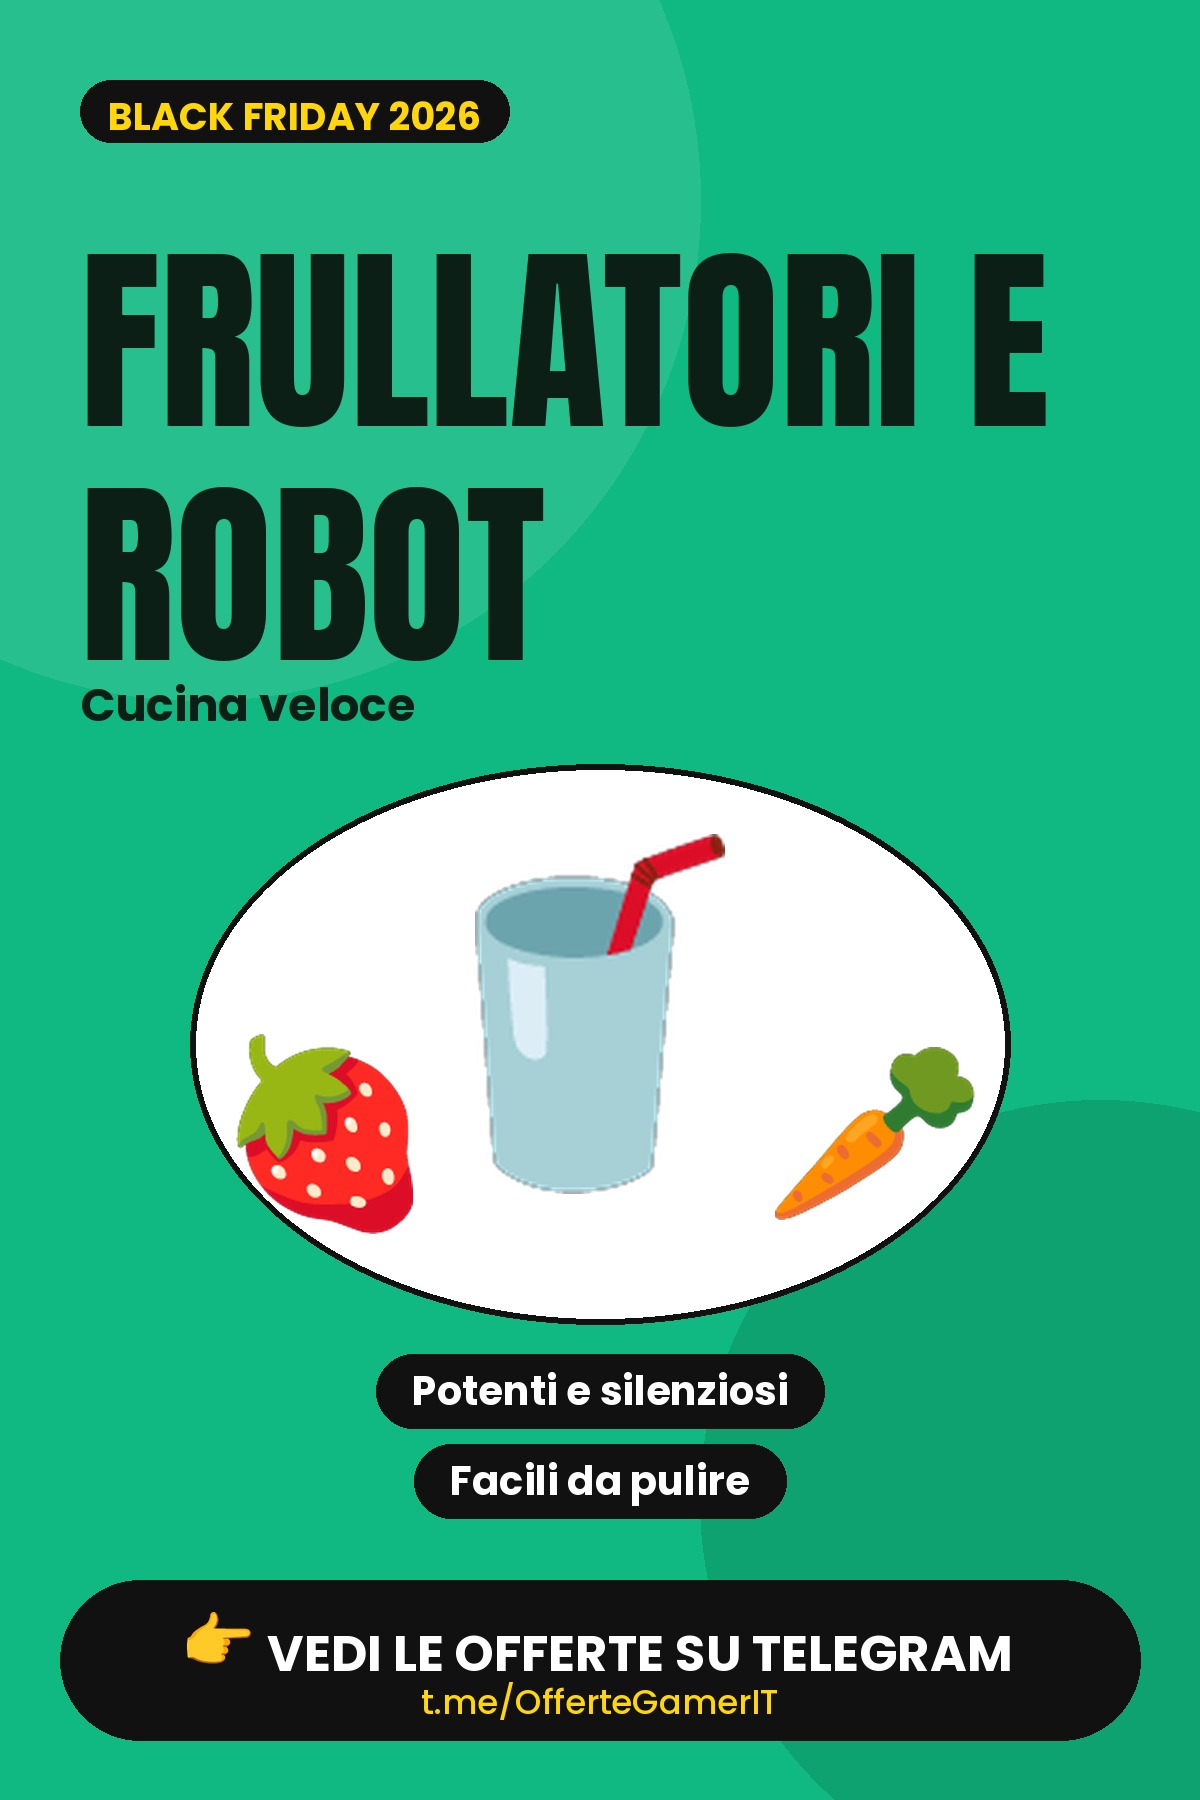 BLACK FRIDAY 2026
FRULLATORI E
ROBOT
Cucina veloce
Potenti e silenziosi
Facili da pulire
👉 VEDI LE OFFERTE SU TELEGRAM
t.me/OfferteGamerIT